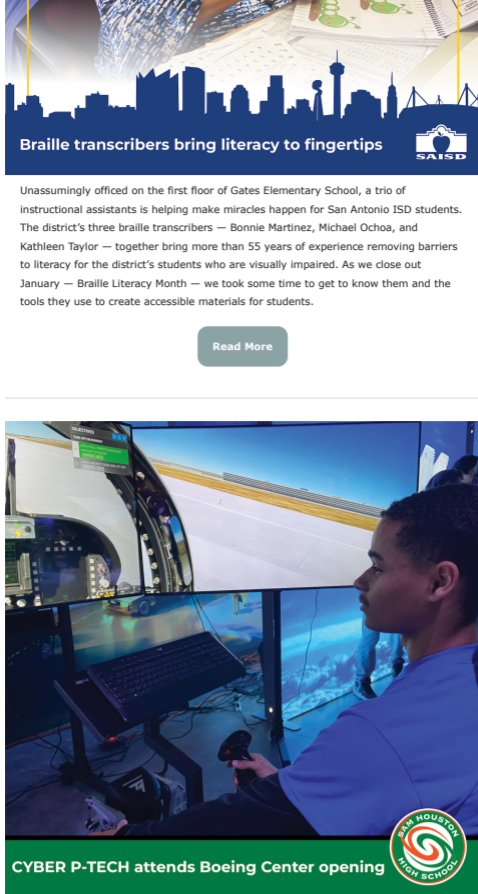 Braille transcribers bring literacy to fingertips
SAISD
Unassumingly officed on the first floor of Gates Elementary School, a trio of
instructional assistants is helping make miracles happen for San Antonio ISD students.
The district’s three braille transcribers — Bonnie Martinez, Michael Ochoa, and
Kathleen Taylor — together bring more than 55 years of experience removing barriers
to literacy for the district’s students who are visually impaired. As we close out
January — Braille Literacy Month — we took some time to get to know them and the
tools they use to create accessible materials for students.
Read More
OBJECTIVES
SAM HOUSTON
HIGH SCHOOL
CYBER P-TECH attends Boeing Center opening